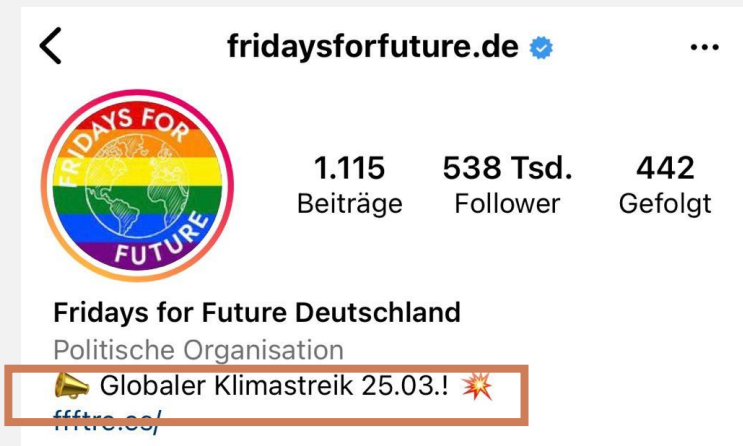 fridaysforfuture.de
FRIDAYS FOR
FUTURE
1.115 538 Tsd. 442
Beiträge Follower Gefolgt
Fridays for Future Deutschland
Politische Organisation
📣 Globaler Klimastreik 25.03.! 💥